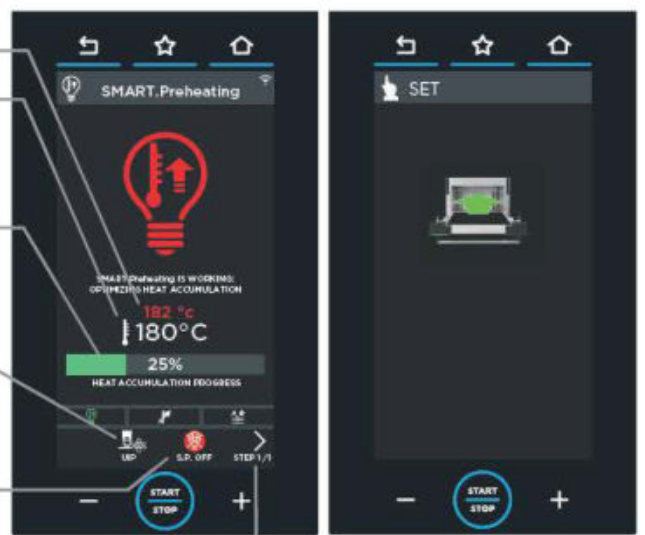 SMART.Preheating
SMART.Preheating IS WORKING:
OPTIMIZING HEAT ACCUMULATION
182 °c
180°C
25%
HEAT ACCUMULATION PROGRESS
UIP
S.P. OFF
STEP 1/1
START
STOP
SET
START
STOP